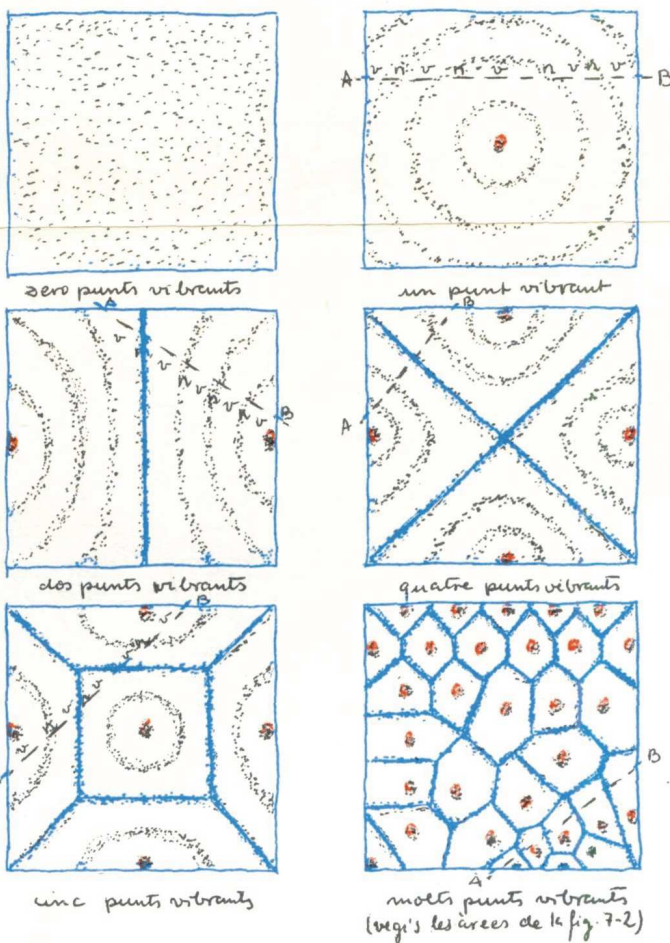 A v n v n v n v n v B
zero punts vibrants
un punt vibrant
A
v n v n v n v
B
B
A
dos punts vibrants
quatre punts vibrants
B
v n v v
B
A
cinc punts vibrants
molts punts vibrants
(vegi's les àrees de la fig. 7-2)